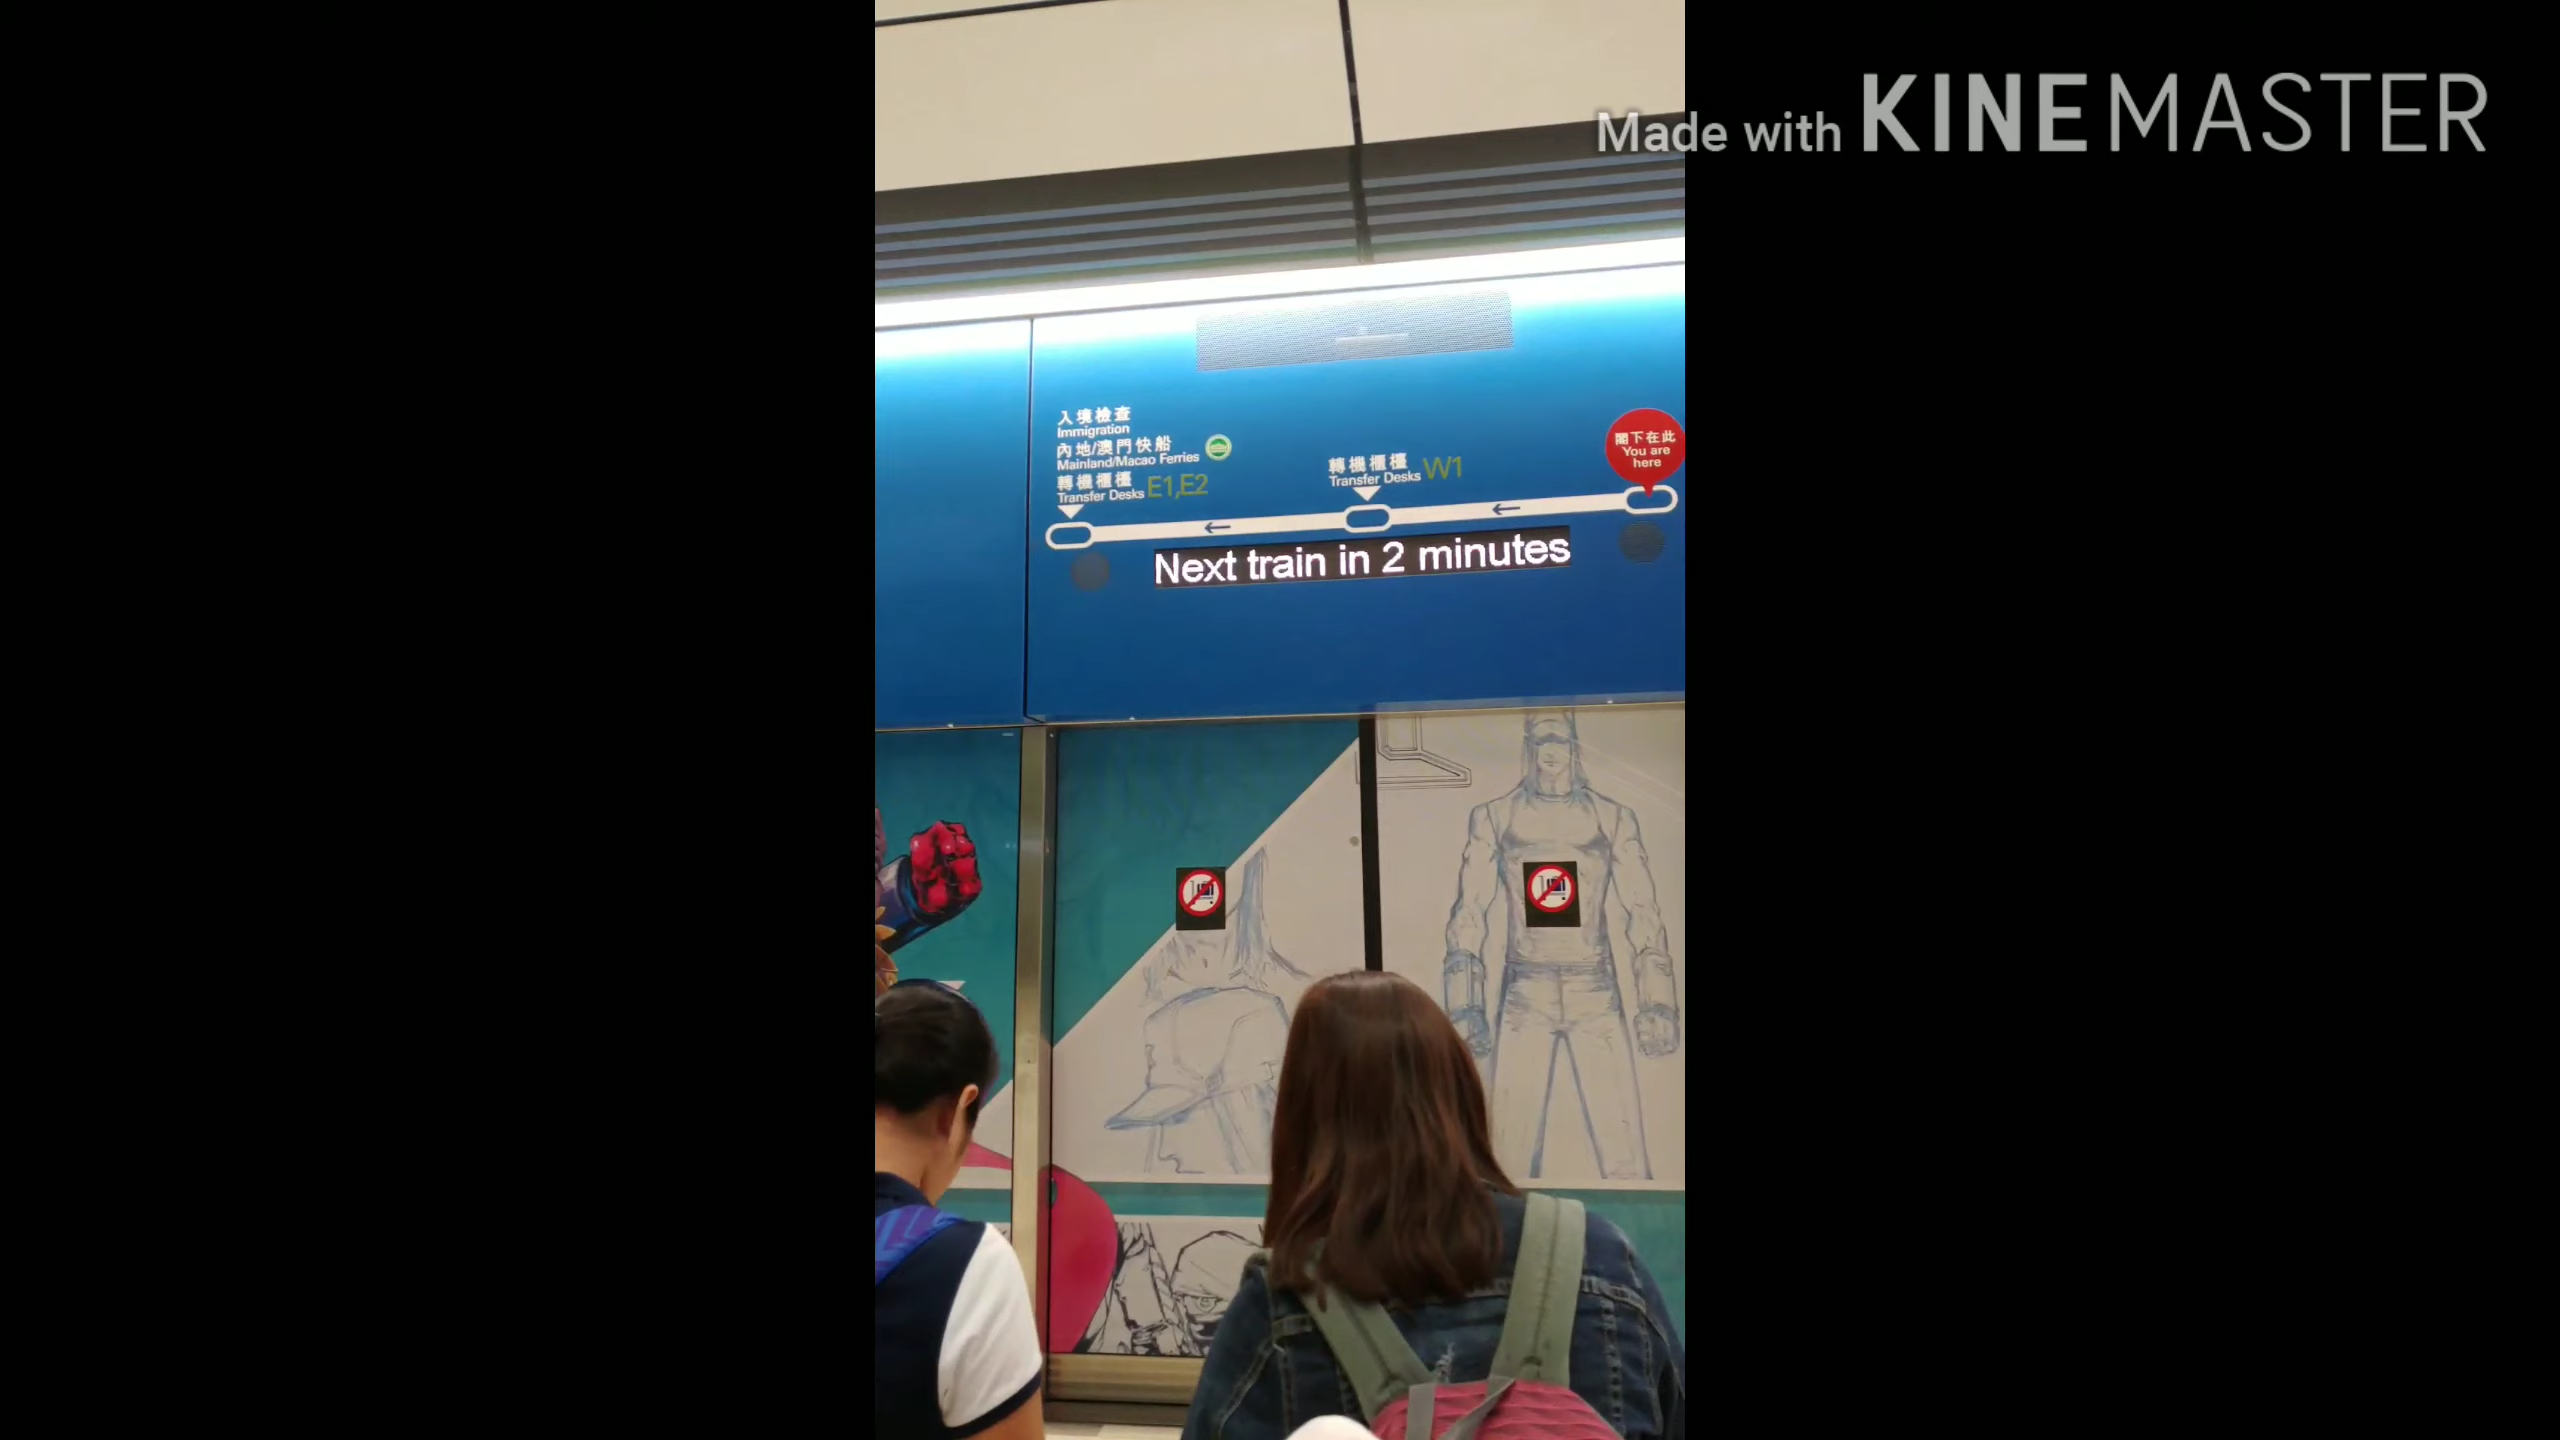 Made with KINEMASTER
入境檢查
Immigration
內地/澳門快船
Mainland/Macao Ferries
轉機櫃檯
Transfer Desks E1,E2
轉機櫃檯
Transfer Desks W1
閣下在此
You are
here
Next train in 2 minutes